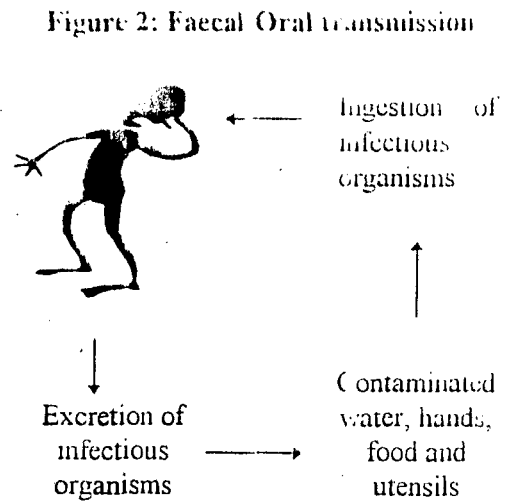 Figure 2: Faecal Oral transmission
Ingestion of
infectious
organisms
Contaminated
water, hands,
food and
utensils
Excretion of
infectious
organisms